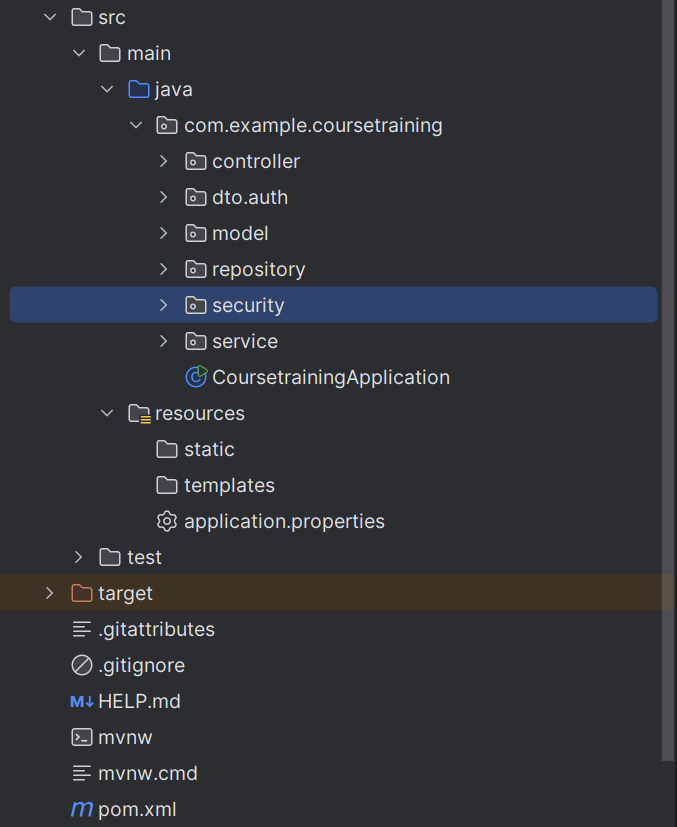 src
main
java
com.example.coursetraining
controller
dto.auth
model
repository
security
service
CoursetrainingApplication
resources
static
templates
application.properties
test
target
.gitattributes
.gitignore
M↓ HELP.md
mvnw
mvnw.cmd
m pom.xml